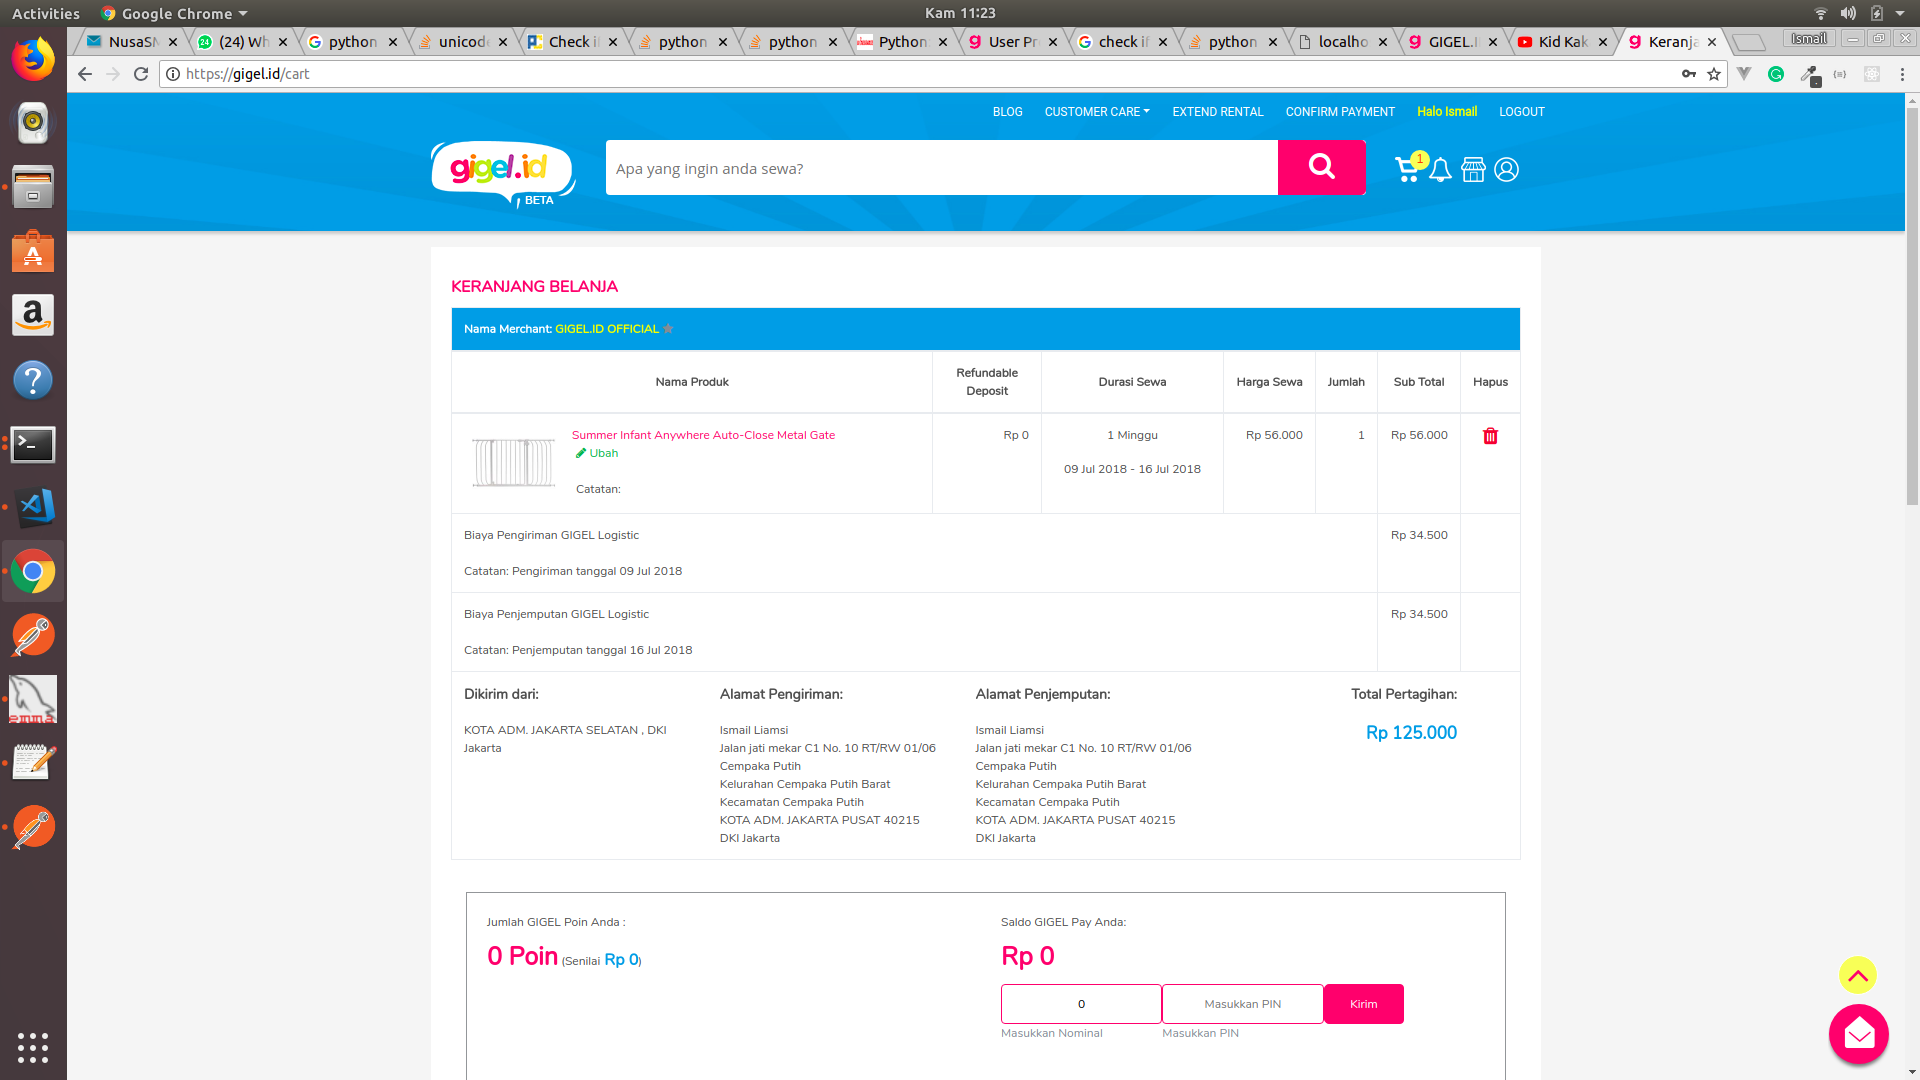 Activities Google Chrome Kam 11:23
NusaSM (24) Wh python unicod Check i python python Python User Pr check if python localho GIGEL.I Kid Kak Keranja Ismail
https://gigel.id/cart
BLOG CUSTOMER CARE EXTEND RENTAL CONFIRM PAYMENT Halo Ismail LOGOUT
gigel.id
BETA
Apa yang ingin anda sewa?
1
KERANJANG BELANJA
Nama Merchant: GIGEL.ID OFFICIAL
Nama Produk Refundable Deposit Durasi Sewa Harga Sewa Jumlah Sub Total Hapus
Summer Infant Anywhere Auto-Close Metal Gate Rp 0 1 Minggu Rp 56.000 1 Rp 56.000
Ubah
09 Jul 2018 - 16 Jul 2018
Catatan:
Biaya Pengiriman GIGEL Logistic Rp 34.500
Catatan: Pengiriman tanggal 09 Jul 2018
Biaya Penjemputan GIGEL Logistic Rp 34.500
Catatan: Penjemputan tanggal 16 Jul 2018
Dikirim dari:
KOTA ADM. JAKARTA SELATAN , DKI
Jakarta
Alamat Pengiriman:
Ismail Liamsi
Jalan jati mekar C1 No. 10 RT/RW 01/06
Cempaka Putih
Kelurahan Cempaka Putih Barat
Kecamatan Cempaka Putih
KOTA ADM. JAKARTA PUSAT 40215
DKI Jakarta
Alamat Penjemputan:
Ismail Liamsi
Jalan jati mekar C1 No. 10 RT/RW 01/06
Cempaka Putih
Kelurahan Cempaka Putih Barat
Kecamatan Cempaka Putih
KOTA ADM. JAKARTA PUSAT 40215
DKI Jakarta
Total Pertagihan:
Rp 125.000
Jumlah GIGEL Poin Anda :
0 Poin (Senilai Rp 0)
Saldo GIGEL Pay Anda:
Rp 0
0 Masukkan PIN Kirim
Masukkan Nominal Masukkan PIN